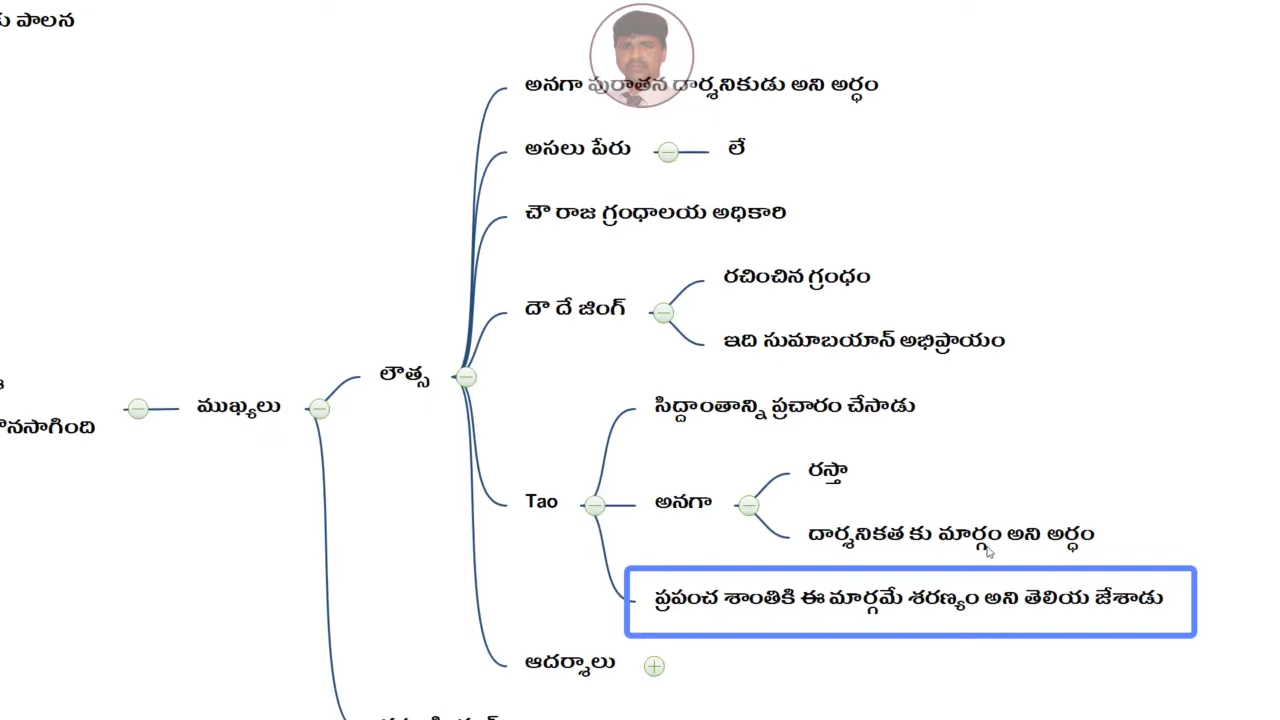 కు పాలన
అనగా పురాతన దార్శనికుడు అని అర్ధం
అసలు పేరు
లే
చౌ రాజ గ్రంధాలయ అధికారి
రచించిన గ్రంధం
దౌ దే జింగ్
ఇది సుమాబయాన్ అభిప్రాయం
లౌత్స
ముఖ్యలు
సిద్దాంతాన్ని ప్రచారం చేసాడు
రస్తా
Tao
అనగా
దార్శనికత కు మార్గం అని అర్ధం
ప్రపంచ శాంతికి ఈ మార్గమే శరణ్యం అని తెలియ జేశాడు
ఆదర్శాలు